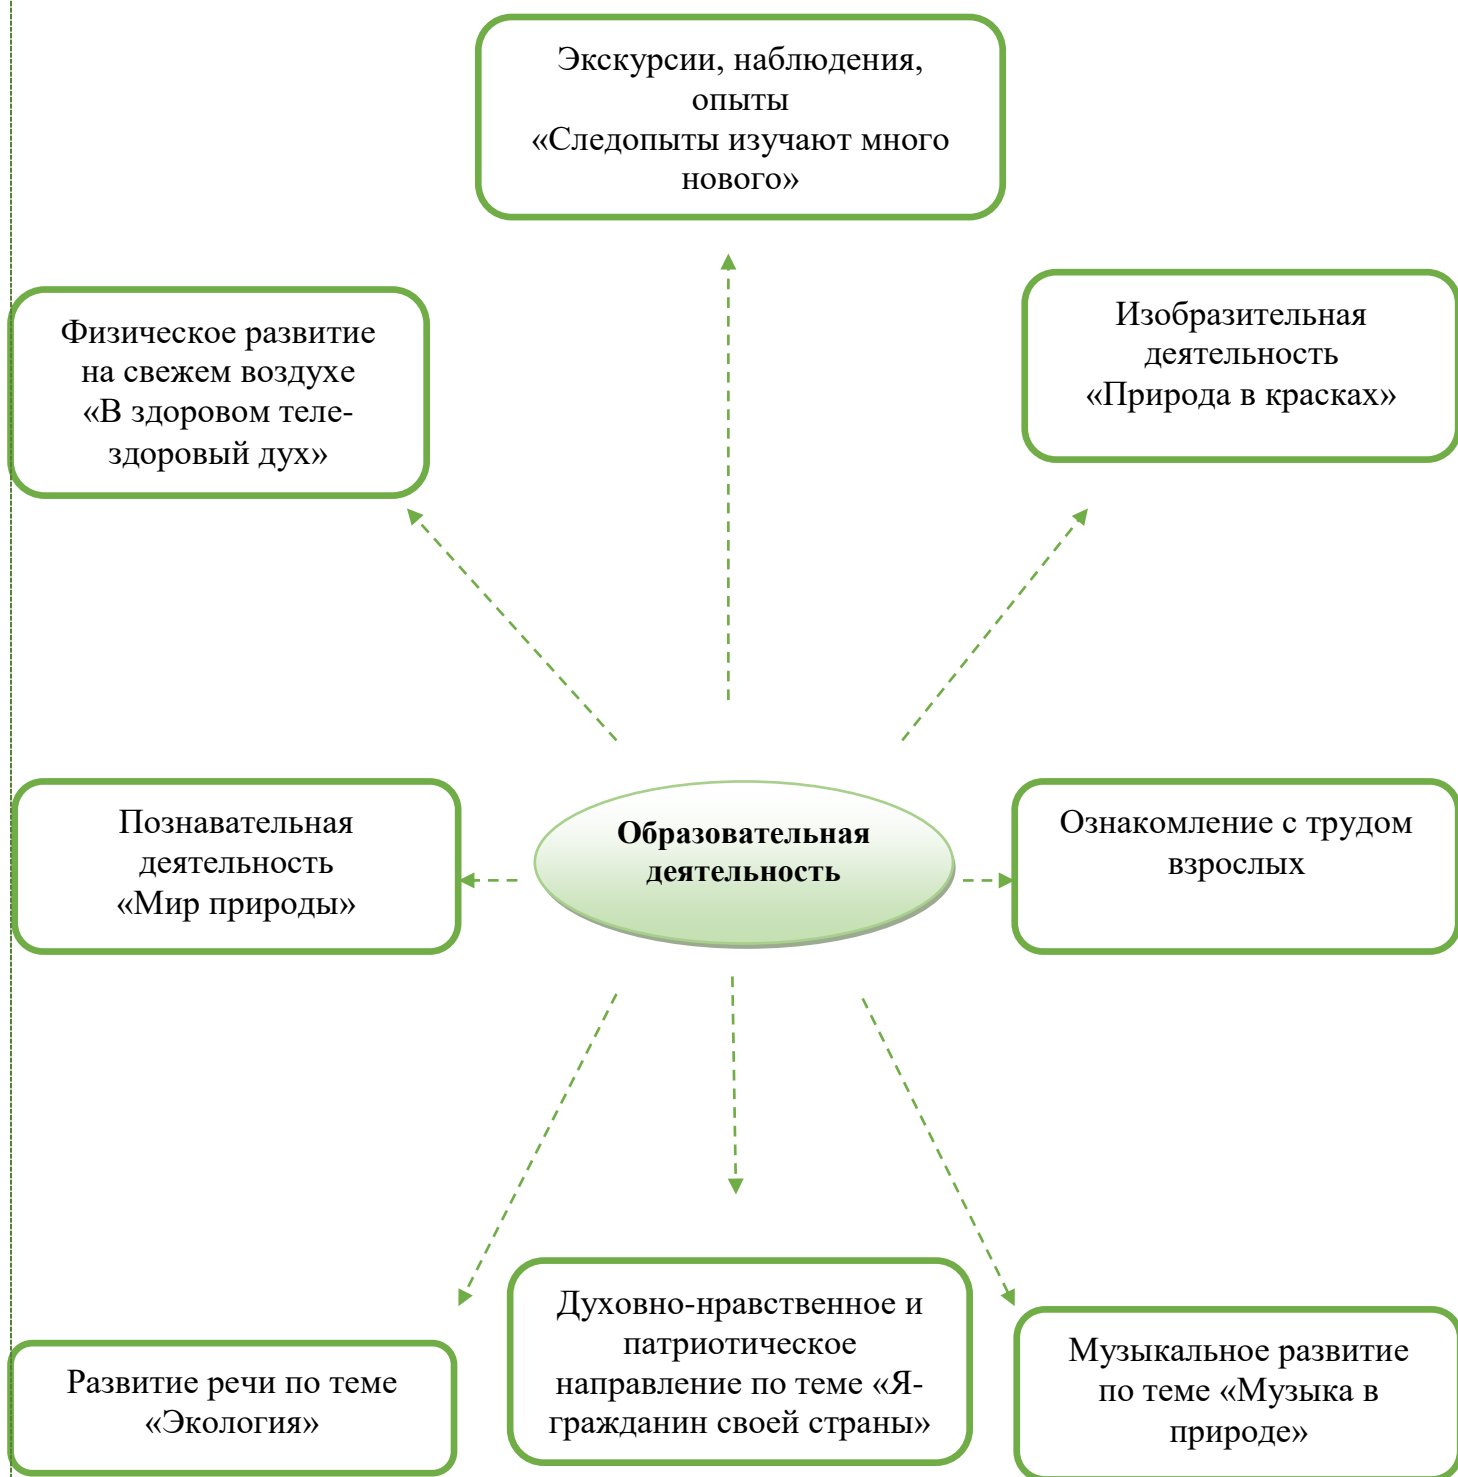 Экскурсии, наблюдения,
опыты
«Следопыты изучают много
нового»
Физическое развитие
на свежем воздухе
«В здоровом теле-
здоровый дух»
Изобразительная
деятельность
«Природа в красках»
Познавательная
деятельность
«Мир природы»
Образовательная
деятельность
Ознакомление с трудом
взрослых
Развитие речи по теме
«Экология»
Духовно-нравственное и
патриотическое
направление по теме «Я-
гражданин своей страны»
Музыкальное развитие
по теме «Музыка в
природе»